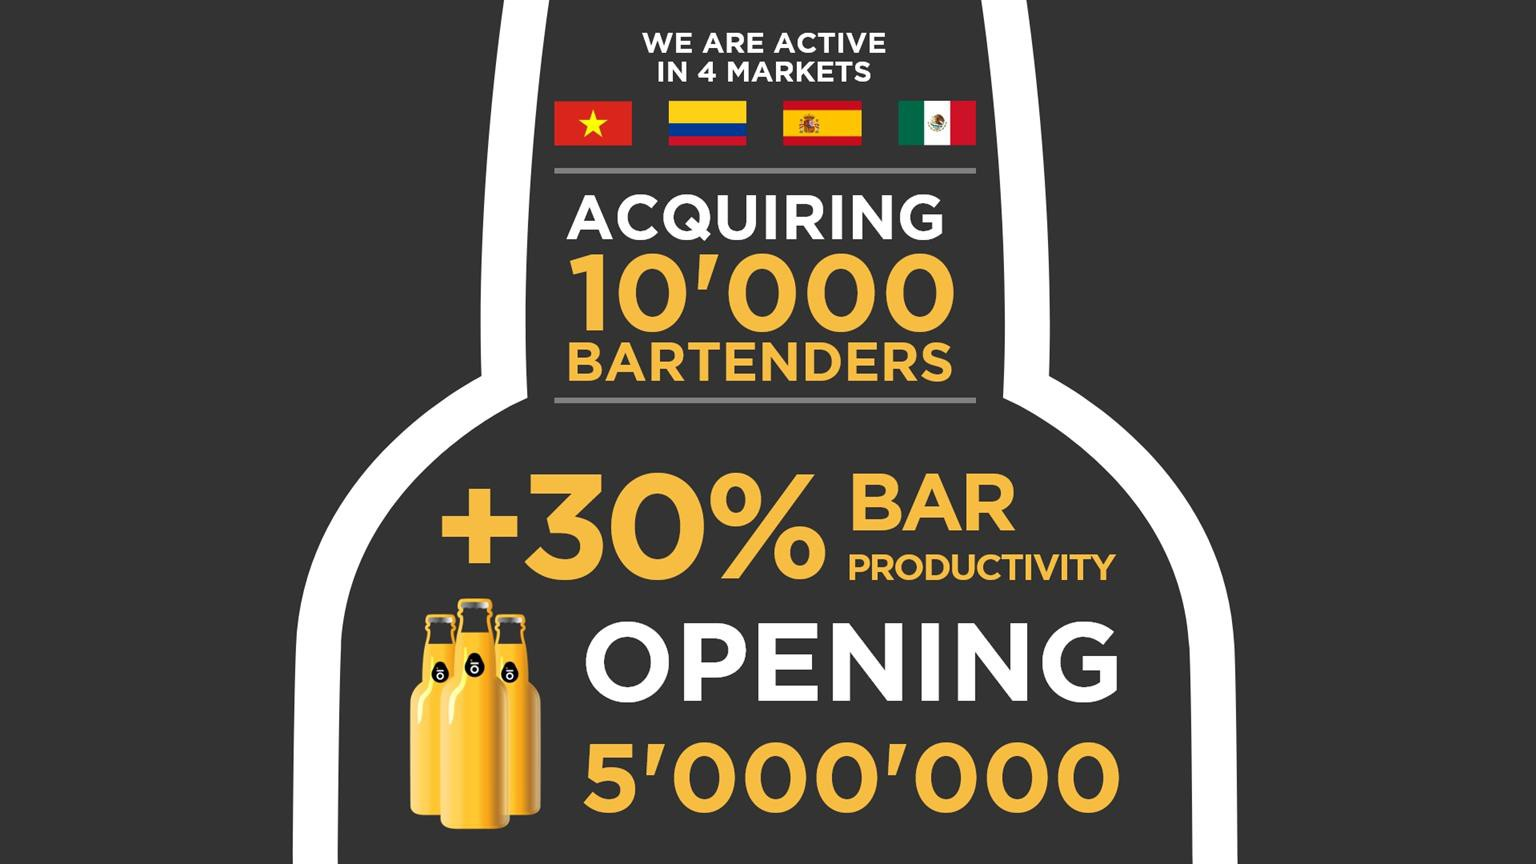 WE ARE ACTIVE
IN 4 MARKETS
ACQUIRING
10'000
BARTENDERS
+30% BAR
PRODUCTIVITY
OPENING
5'000'000